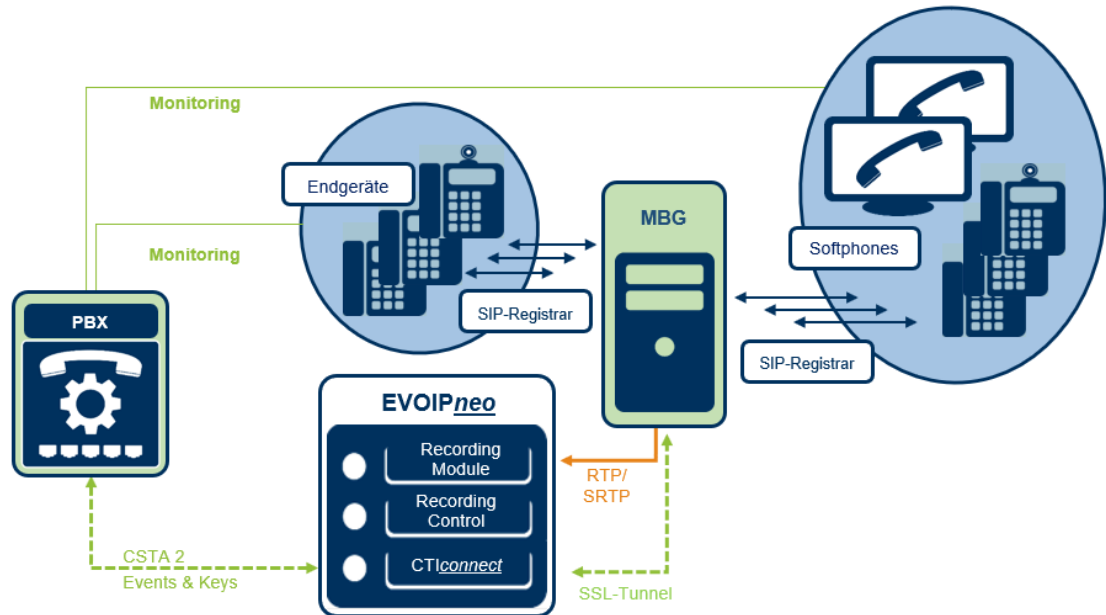 Monitoring
Endgeräte
MBG
Monitoring
Softphones
SIP-Registrar
PBX
SIP-Registrar
EVOIPneo
Recording
Module
RTP/
SRTP
Recording
Control
CSTA 2
CTIconnect
Events & Keys
SSL-Tunnel